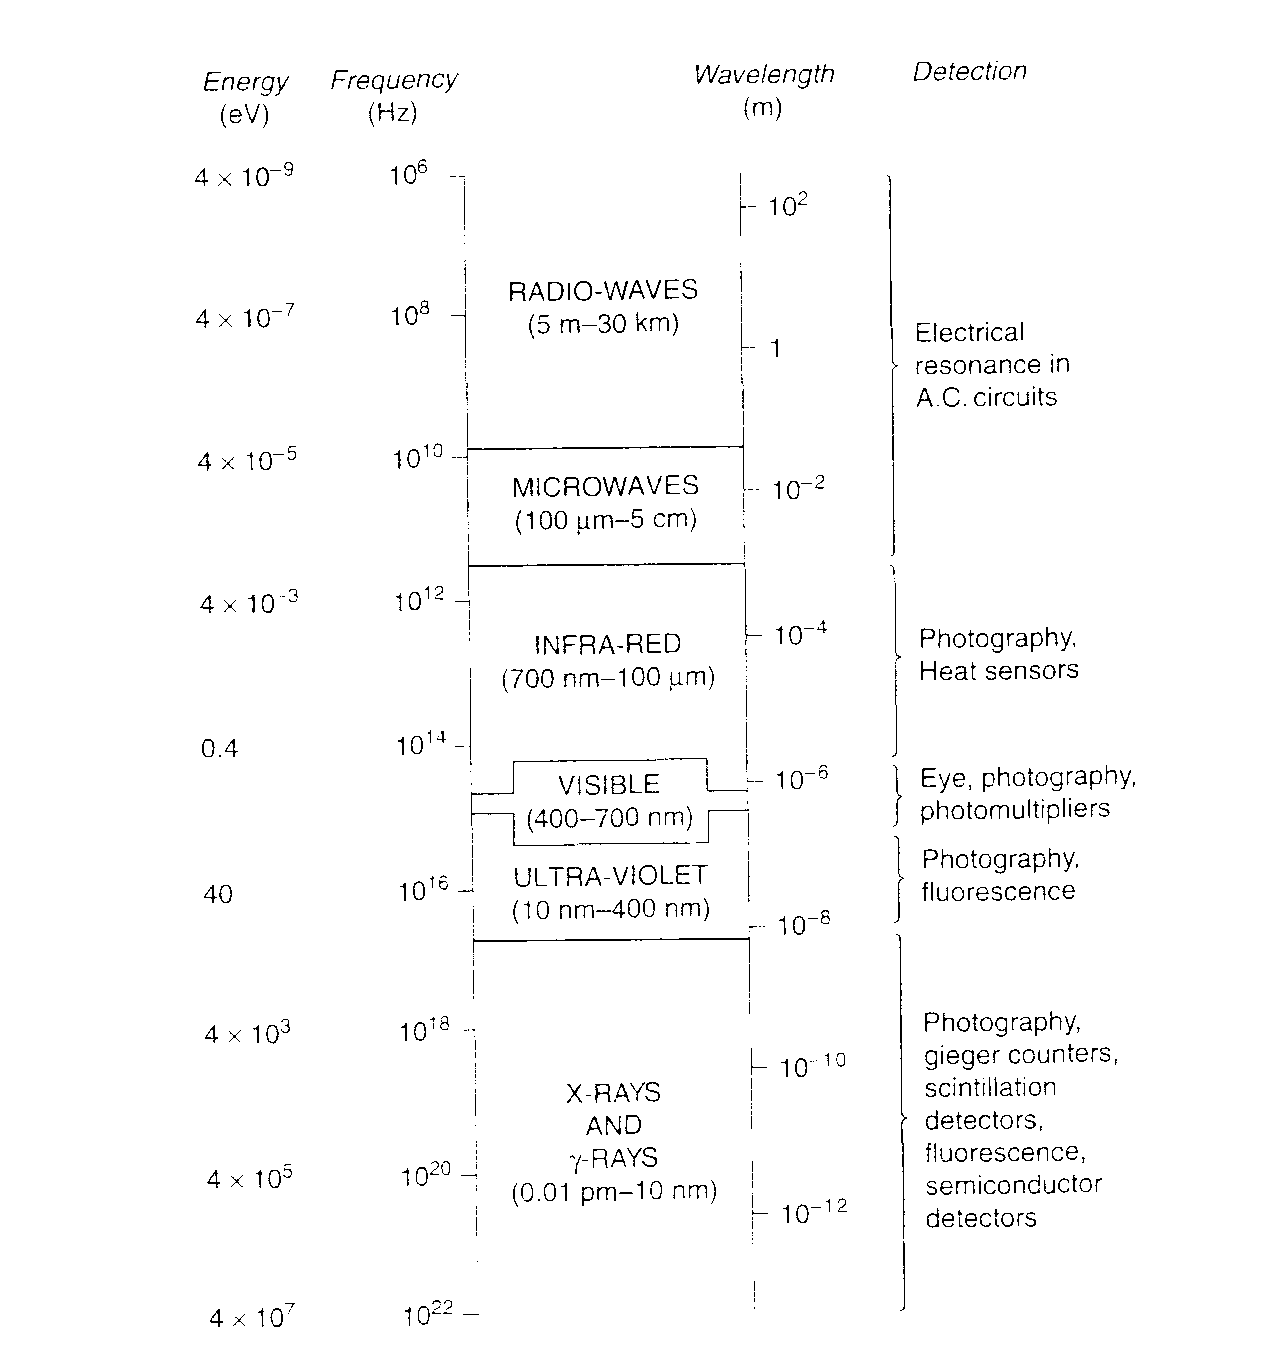 Energy Frequency Wavelength Detection
(eV) (Hz) (m)
4 × 10⁻⁹ 10⁶
10²
RADIO-WAVES
4 × 10⁻⁷ 10⁸ (5 m–30 km)
1
Electrical
resonance in
A.C. circuits
4 × 10⁻⁵ 10¹⁰
MICROWAVES 10⁻²
(100 μm–5 cm)
4 × 10⁻³ 10¹²
INFRA-RED 10⁻⁴
(700 nm–100 μm)
Photography,
Heat sensors
0.4 10¹⁴
VISIBLE 10⁻⁶
(400–700 nm)
Eye, photography,
photomultipliers
40 10¹⁶
ULTRA-VIOLET
(10 nm–400 nm) 10⁻⁸
Photography,
fluorescence
4 × 10³ 10¹⁸
10⁻¹⁰
X-RAYS
AND
γ-RAYS
(0.01 pm–10 nm)
4 × 10⁵ 10²⁰
10⁻¹²
Photography,
gieger counters,
scintillation
detectors,
fluorescence,
semiconductor
detectors
4 × 10⁷ 10²²